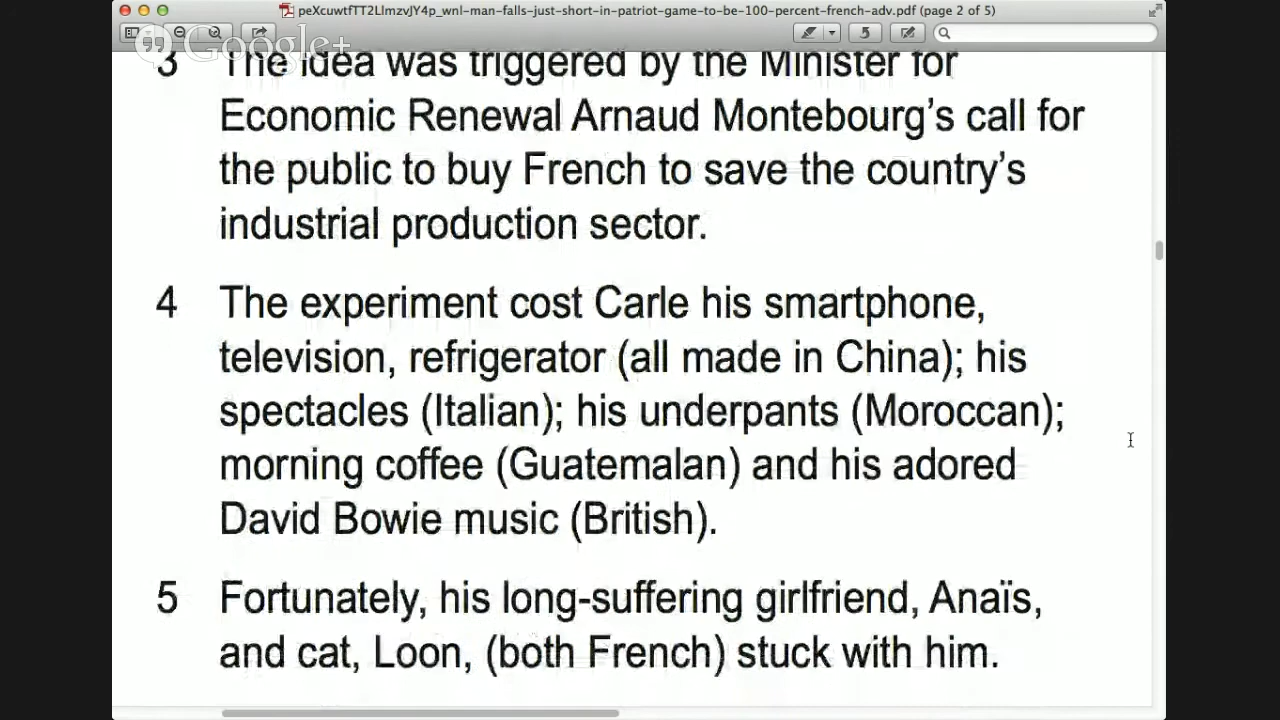 peXcuwtfTT2LlmzvJY4p_wnl-man-falls-just-short-in-patriot-game-to-be-100-percent-french-adv.pdf (page 2 of 5)
Google+
3 The idea was triggered by the Minister for
Economic Renewal Arnaud Montebourg’s call for
the public to buy French to save the country’s
industrial production sector.
4 The experiment cost Carle his smartphone,
television, refrigerator (all made in China); his
spectacles (Italian); his underpants (Moroccan);
morning coffee (Guatemalan) and his adored
David Bowie music (British).
5 Fortunately, his long-suffering girlfriend, Anaïs,
and cat, Loon, (both French) stuck with him.